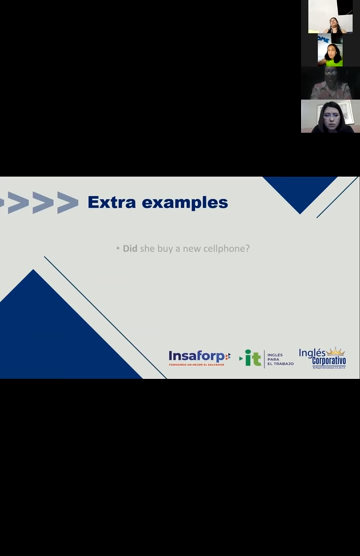 Extra examples
• Did she buy a new cellphone?
Insaforp
it
INGLÉS
PARA
EL TRABAJO
Inglés
Corporativo